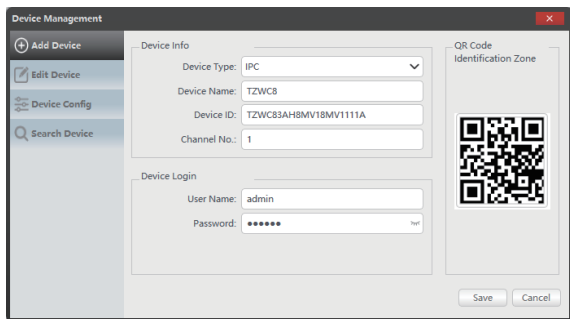 Device Management
Add Device
Edit Device
Device Config
Search Device
Device Info
Device Type: IPC
Device Name: TZWC8
Device ID: TZWC83AH8MV18MV1111A
Channel No.: 1
Device Login
User Name: admin
Password: ●●●●●●
QR Code
Identification Zone
Save
Cancel